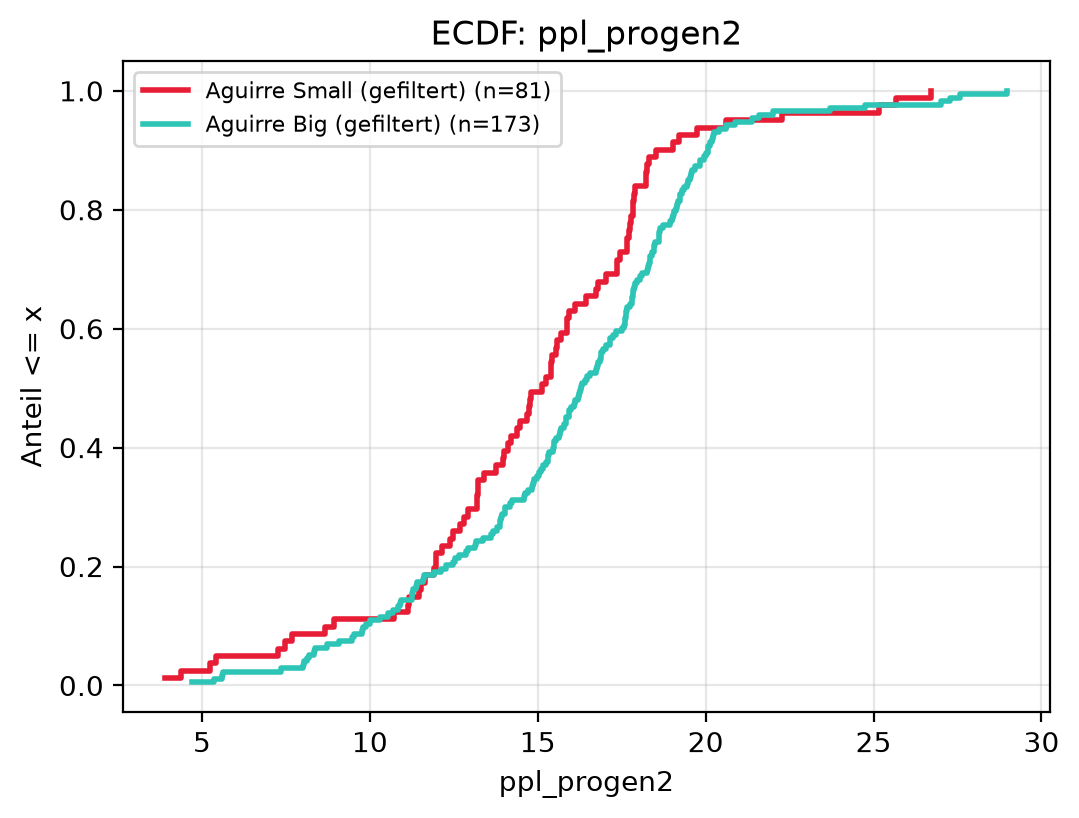 ECDF: ppl_progen2
Aguirre Small (gefiltert) (n=81)
Aguirre Big (gefiltert) (n=173)
Anteil <= x
1.0
0.8
0.6
0.4
0.2
0.0
5 10 15 20 25 30
ppl_progen2